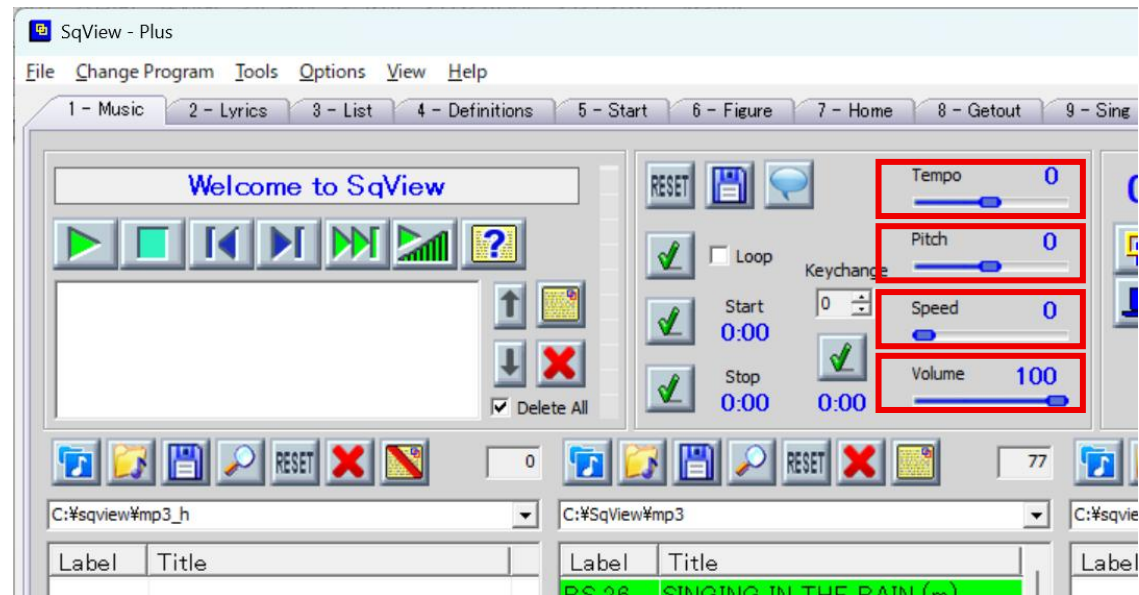 SqView - Plus
File Change Program Tools Options View Help
1 - Music 2 - Lyrics 3 - List 4 - Definitions 5 - Start 6 - Figure 7 - Home 8 - Getout 9 - Sing
Welcome to SqView
RESET
Tempo 0
Pitch 0
Loop
Keychange
0
Start
0:00
Speed 0
Stop
0:00
0:00
Volume 100
Delete All
RESET 0
RESET 77
C:¥sqview¥mp3_h
C:¥SqView¥mp3
C:¥sqvie
Label Title
Label Title
Label
RS 26 SINGING IN THE RAIN (m)